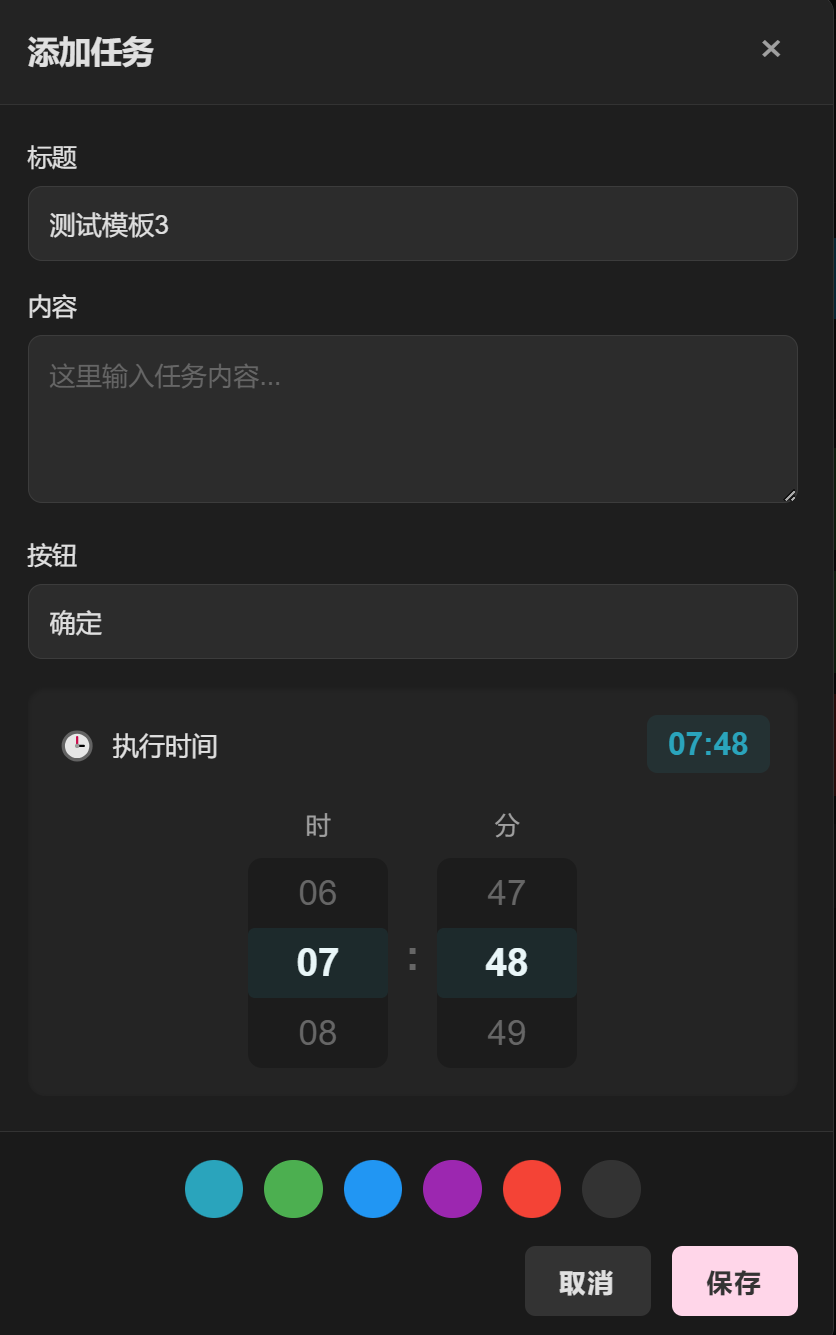 添加任务 ✕
标题
测试模板3
内容
这里输入任务内容...
按钮
确定
执行时间 07:48
时 分
06 47
07 : 48
08 49
取消 保存